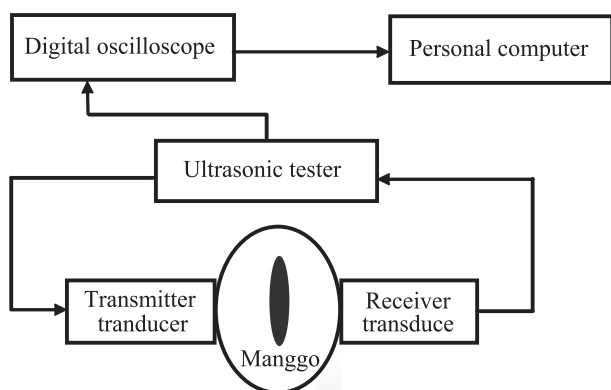 Digital oscilloscope
Personal computer
Ultrasonic tester
Transmitter
tranducer
Receiver
transduce
Manggo